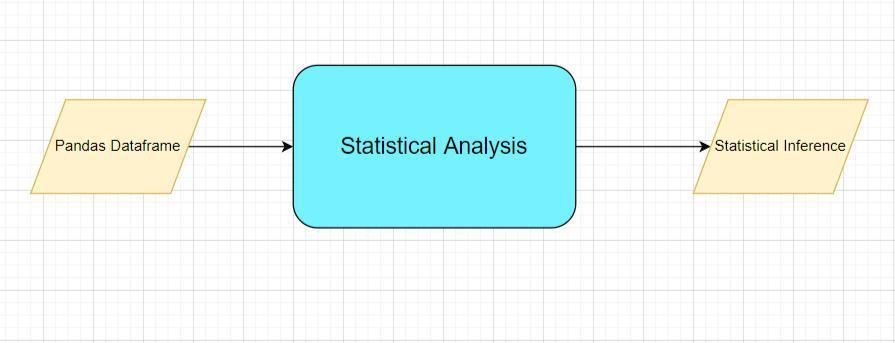 Pandas Dataframe
Statistical Analysis
Statistical Inference